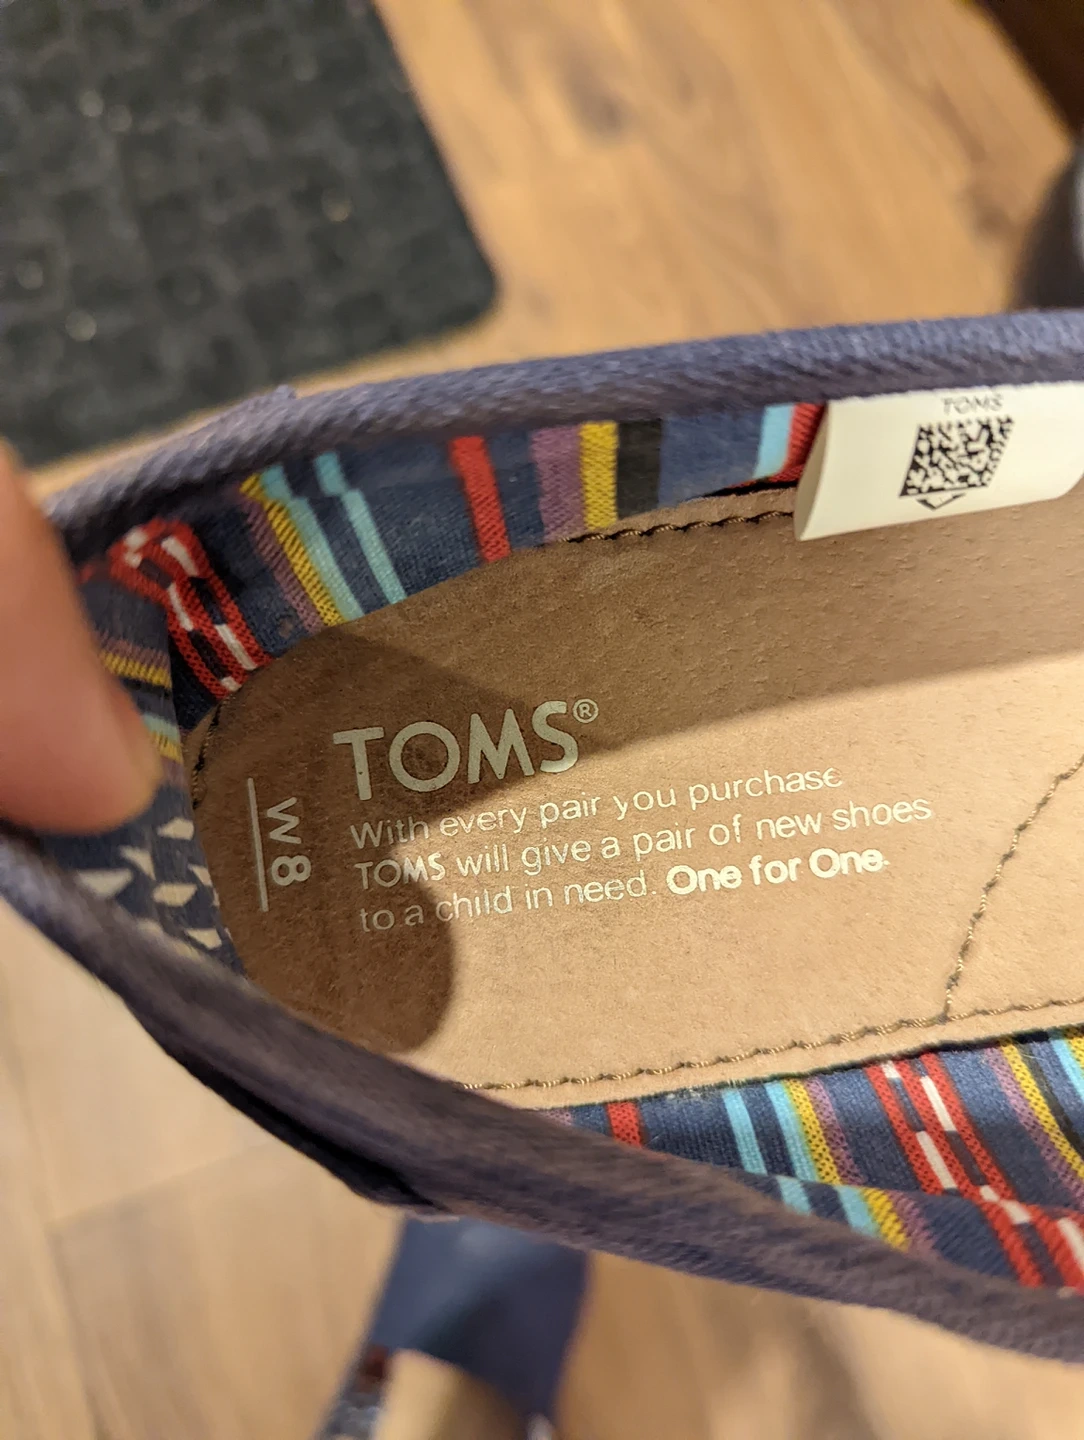 TOMS
TOMS®
With every pair you purchase
TOMS will give a pair of new shoes
to a child in need. One for One.
W8